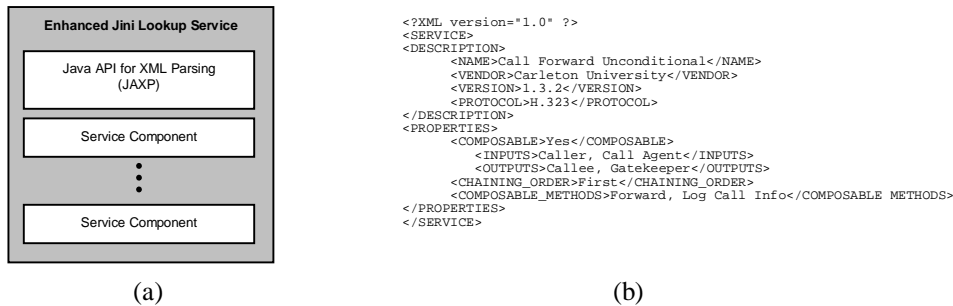 Enhanced Jini Lookup Service
Java API for XML Parsing
(JAXP)
Service Component
Service Component
(a)
<?XML version="1.0" ?>
<SERVICE>
<DESCRIPTION>
<NAME>Call Forward Unconditional</NAME>
<VENDOR>Carleton University</VENDOR>
<VERSION>1.3.2</VERSION>
<PROTOCOL>H.323</PROTOCOL>
</DESCRIPTION>
<PROPERTIES>
<COMPOSABLE>Yes</COMPOSABLE>
<INPUTS>Caller, Call Agent</INPUTS>
<OUTPUTS>Callee, Gatekeeper</OUTPUTS>
<CHAINING_ORDER>First</CHAINING_ORDER>
<COMPOSABLE_METHODS>Forward, Log Call Info</COMPOSABLE METHODS>
</PROPERTIES>
</SERVICE>
(b)